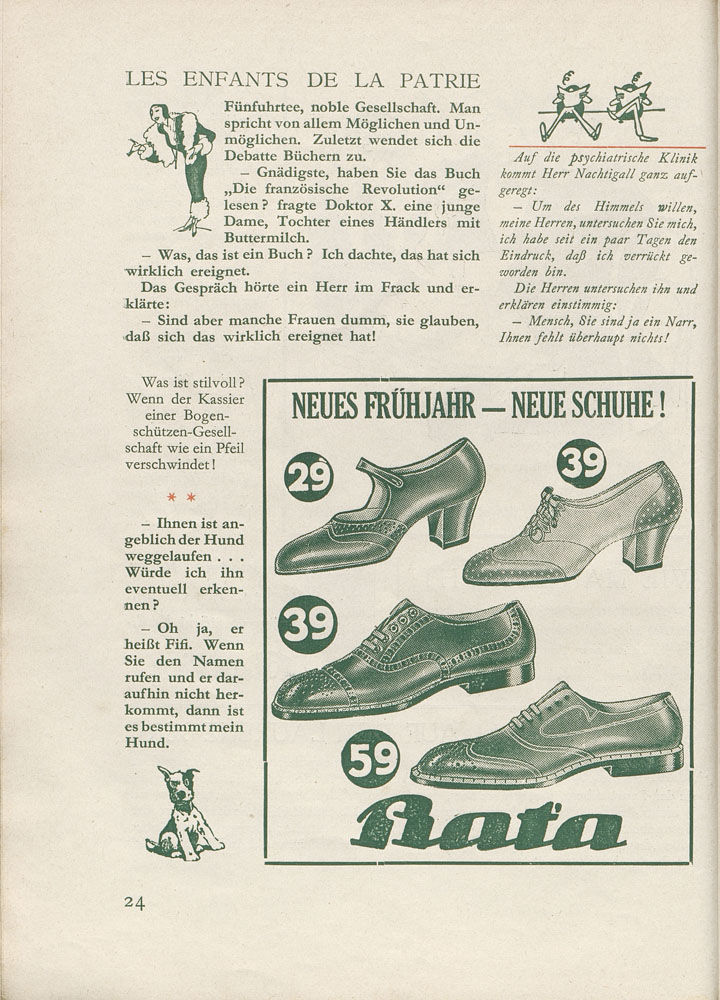 LES ENFANTS DE LA PATRIE
Fünfuhrtee, noble Gesellschaft. Man
spricht von allem Möglichen und Un-
möglichen. Zuletzt wendet sich die
Debatte Büchern zu.
– Gnädigste, haben Sie das Buch
„Die französische Revolution“ ge-
lesen? fragte Doktor X. eine junge
Dame, Tochter eines Händlers mit
Buttermilch.
– Was, das ist ein Buch? Ich dachte, das hat sich
wirklich ereignet.
Das Gespräch hörte ein Herr im Frack und er-
klärte:
– Sind aber manche Frauen dumm, sie glauben,
daß sich das wirklich ereignet hat!
Auf die psychiatrische Klinik
kommt Herr Nachtigall ganz auf-
geregt:
– Um des Himmels willen,
meine Herren, untersuchen Sie mich,
ich habe seit ein paar Tagen den
Eindruck, daß ich verrückt ge-
worden bin.
Die Herren untersuchen ihn und
erklären einstimmig:
– Mensch, Sie sind ja ein Narr,
Ihnen fehlt überhaupt nichts!
Was ist stilvoll?
Wenn der Kassier
einer Bogen-
schützen-Gesell-
schaft wie ein Pfeil
verschwindet!
* *
– Ihnen ist an-
geblich der Hund
weggelaufen . . .
Würde ich ihn
eventuell erken-
nen?
– Oh ja, er
heißt Fifi. Wenn
Sie den Namen
rufen und er dar-
aufhin nicht her-
kommt, dann ist
es bestimmt mein
Hund.
NEUES FRÜHJAHR — NEUE SCHUHE!
29
39
39
59
Bata
24